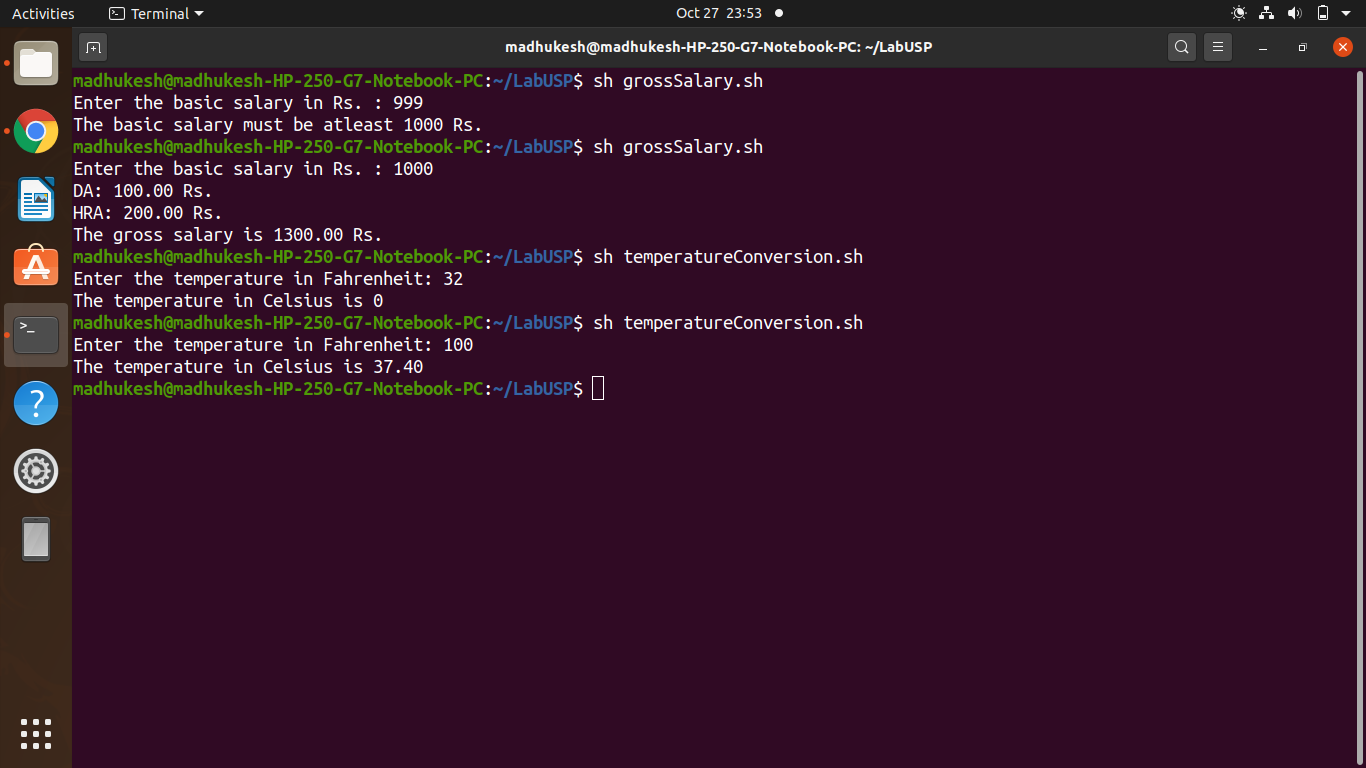 Activities Terminal Oct 27 23:53
madhukesh@madhukesh-HP-250-G7-Notebook-PC: ~/LabUSP
madhukesh@madhukesh-HP-250-G7-Notebook-PC:~/LabUSP$ sh grossSalary.sh
Enter the basic salary in Rs. : 999
The basic salary must be atleast 1000 Rs.
madhukesh@madhukesh-HP-250-G7-Notebook-PC:~/LabUSP$ sh grossSalary.sh
Enter the basic salary in Rs. : 1000
DA: 100.00 Rs.
HRA: 200.00 Rs.
The gross salary is 1300.00 Rs.
madhukesh@madhukesh-HP-250-G7-Notebook-PC:~/LabUSP$ sh temperatureConversion.sh
Enter the temperature in Fahrenheit: 32
The temperature in Celsius is 0
madhukesh@madhukesh-HP-250-G7-Notebook-PC:~/LabUSP$ sh temperatureConversion.sh
Enter the temperature in Fahrenheit: 100
The temperature in Celsius is 37.40
madhukesh@madhukesh-HP-250-G7-Notebook-PC:~/LabUSP$